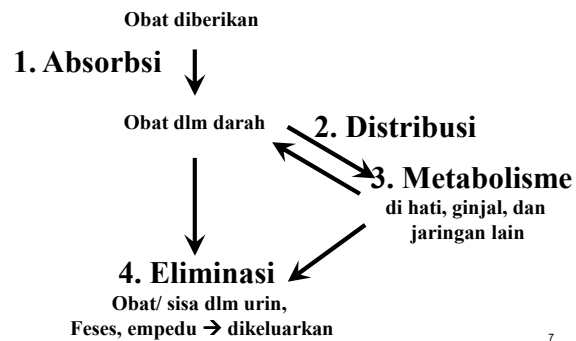 Obat diberikan
1. Absorbsi
Obat dlm darah
2. Distribusi
3. Metabolisme
di hati, ginjal, dan
jaringan lain
4. Eliminasi
Obat/ sisa dlm urin,
Feses, empedu → dikeluarkan
7